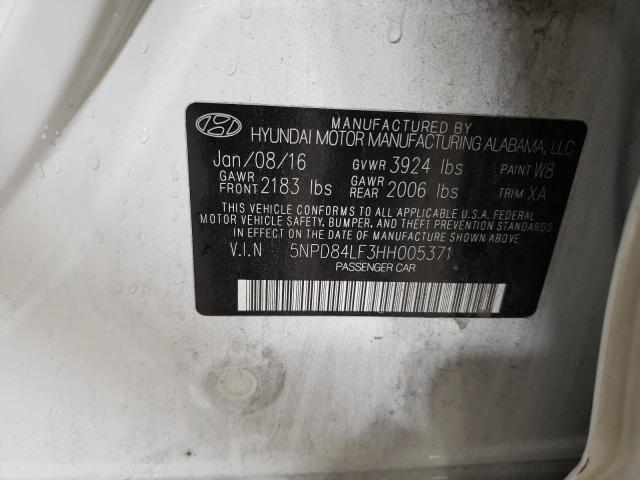 MANUFACTURED BY
HYUNDAI MOTOR MANUFACTURING ALABAMA, LLC
Jan/08/16 GVWR 3924 lbs PAINT W8
GAWR FRONT 2183 lbs GAWR REAR 2006 lbs TRIM XA
THIS VEHICLE CONFORMS TO ALL APPLICABLE U.S.A. FEDERAL
MOTOR VEHICLE SAFETY, BUMPER, AND THEFT PREVENTION STANDARDS
IN EFFECT ON THE DATE OF MANUFACTURE SHOWN ABOVE.
V.I.N 5NPD84LF3HH005371
PASSENGER CAR